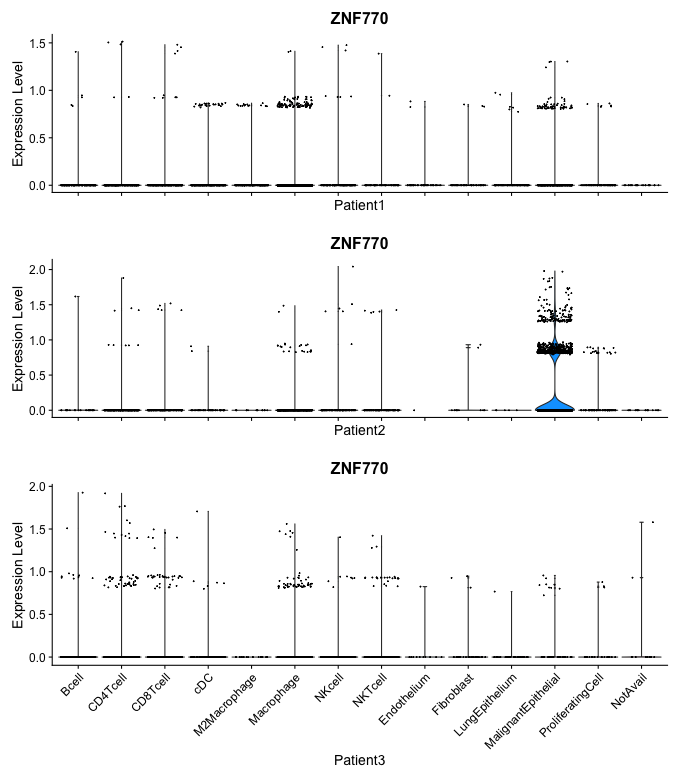 ZNF770
Expression Level
1.5
1.0
0.5
0.0
Patient1
ZNF770
Expression Level
2.0
1.5
1.0
0.5
0.0
Patient2
ZNF770
Expression Level
2.0
1.5
1.0
0.5
0.0
Bcell
CD4Tcell
CD8Tcell
cDC
M2Macrophage
Macrophage
NKcell
NKTcell
Endothelium
Fibroblast
LungEpithelium
MalignantEpithelial
ProliferatingCell
NotAvail
Patient3